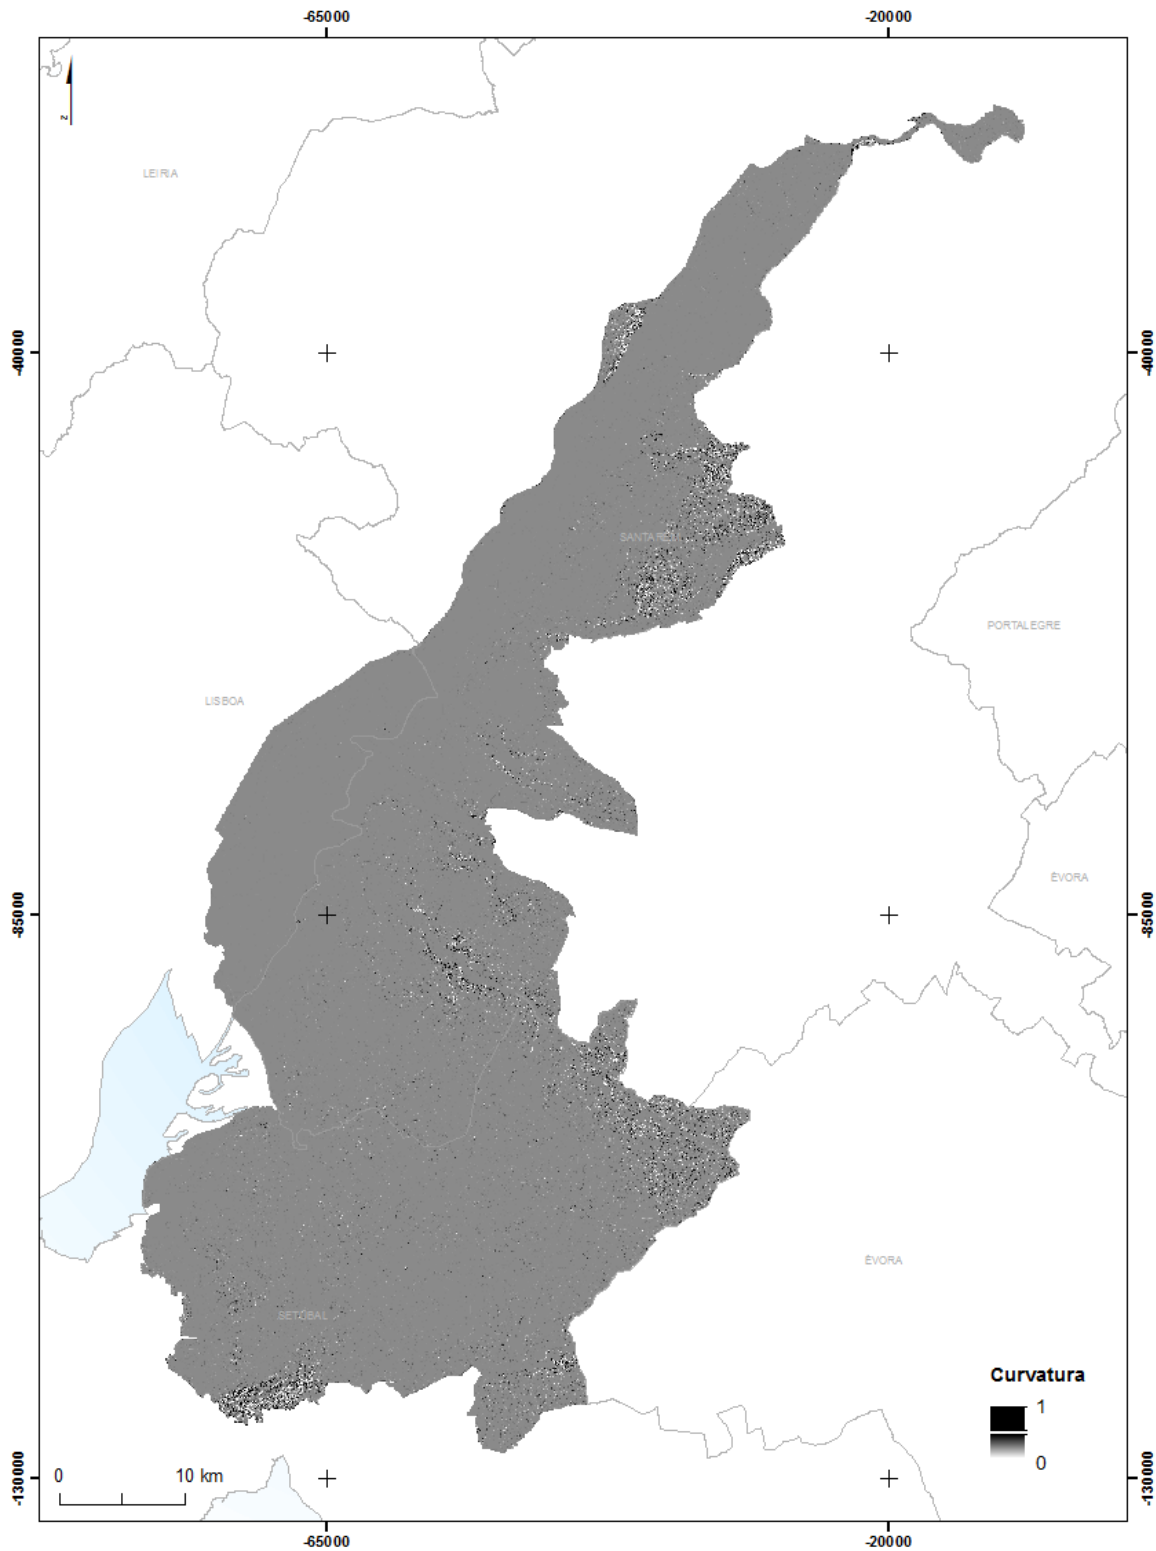 -65000
-20000
z
LEIRIA
-40000
-40000
SANTARÉM
PORTALEGRE
LISBOA
ÉVORA
-85000
-85000
ÉVORA
SETÚBAL
Curvatura
1
0
0
10 km
-130000
-130000
-65000
-20000